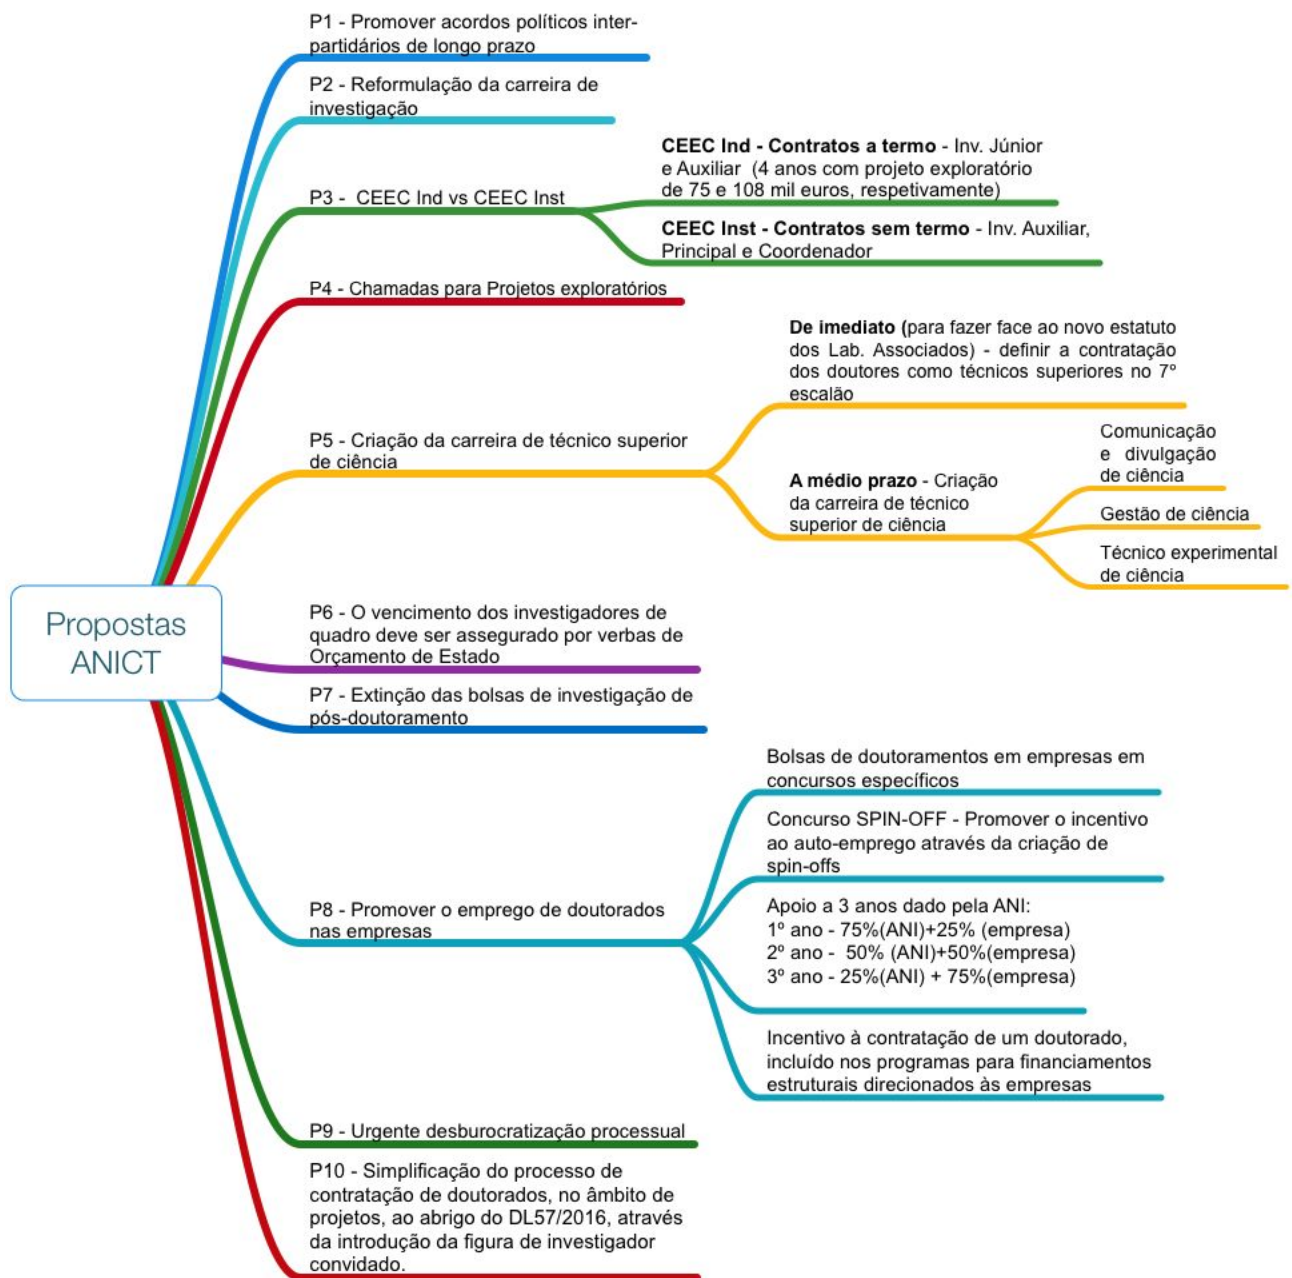 P1 - Promover acordos políticos inter-
partidários de longo prazo
P2 - Reformulação da carreira de
investigação
P3 -  CEEC Ind vs CEEC Inst
CEEC Ind - Contratos a termo - Inv. Júnior
e Auxiliar  (4 anos com projeto exploratório
de 75 e 108 mil euros, respetivamente)
CEEC Inst - Contratos sem termo - Inv. Auxiliar,
Principal e Coordenador
P4 - Chamadas para Projetos exploratórios
P5 - Criação da carreira de técnico superior
de ciência
De imediato (para fazer face ao novo estatuto
dos Lab. Associados) - definir a contratação
dos doutores como técnicos superiores no 7º
escalão
A médio prazo - Criação
da carreira de técnico
superior de ciência
Comunicação
e divulgação
de ciência
Gestão de ciência
Técnico experimental
de ciência
Propostas
ANICT
P6 - O vencimento dos investigadores de
quadro deve ser assegurado por verbas de
Orçamento de Estado
P7 - Extinção das bolsas de investigação de
pós-doutoramento
P8 - Promover o emprego de doutorados
nas empresas
Bolsas de doutoramentos em empresas em
concursos específicos
Concurso SPIN-OFF - Promover o incentivo
ao auto-emprego através da criação de
spin-offs
Apoio a 3 anos dado pela ANI:
1º ano - 75%(ANI)+25% (empresa)
2º ano -  50% (ANI)+50%(empresa)
3º ano - 25%(ANI) + 75%(empresa)
Incentivo à contratação de um doutorado,
incluído nos programas para financiamentos
estruturais direcionados às empresas
P9 - Urgente desburocratização processual
P10 - Simplificação do processo de
contratação de doutorados, no âmbito de
projetos, ao abrigo do DL57/2016, através
da introdução da figura de investigador
convidado.